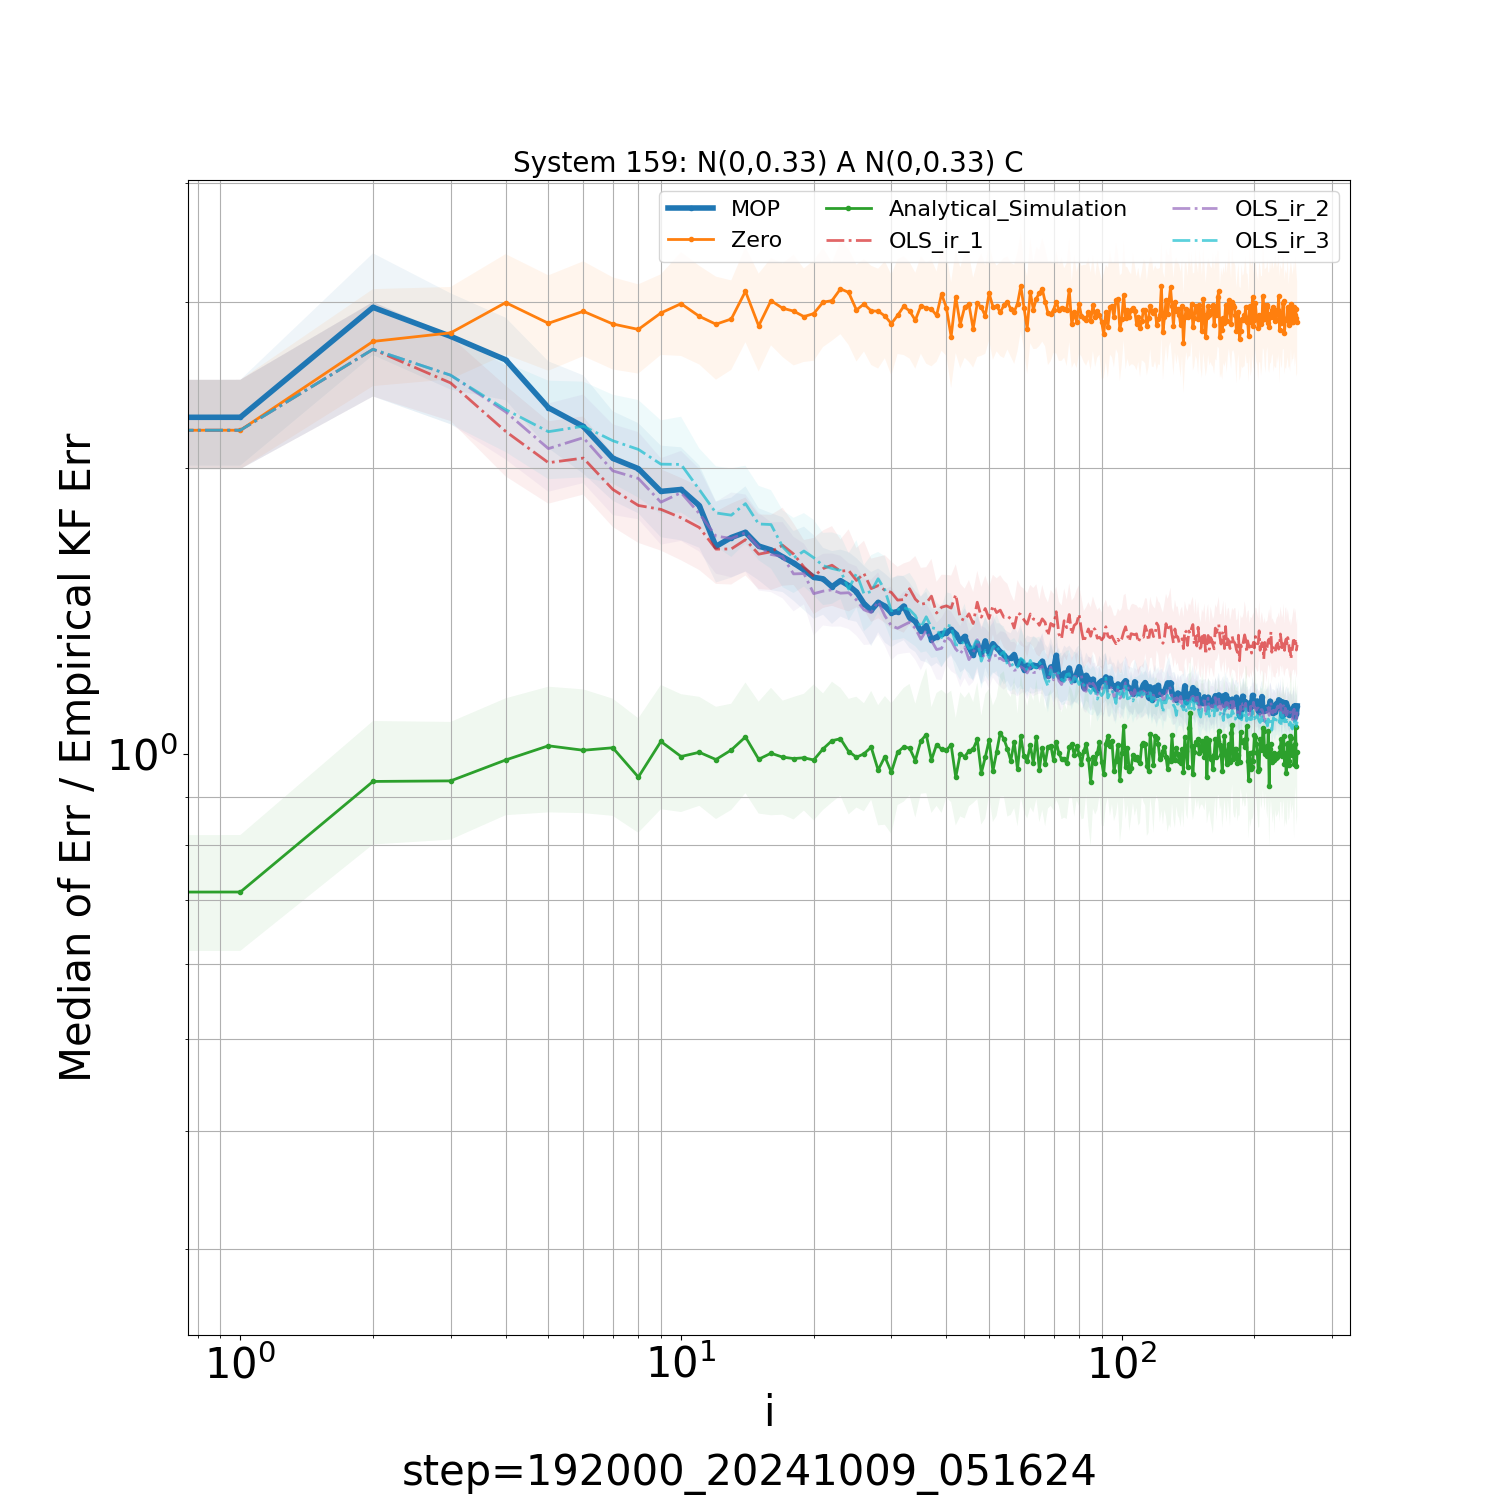 System 159: N(0,0.33) A N(0,0.33) C
MOP
Zero
Analytical_Simulation
OLS_ir_1
OLS_ir_2
OLS_ir_3
Median of Err / Empirical KF Err
10⁰
10⁰ 10¹ 10²
i
step=192000_20241009_051624